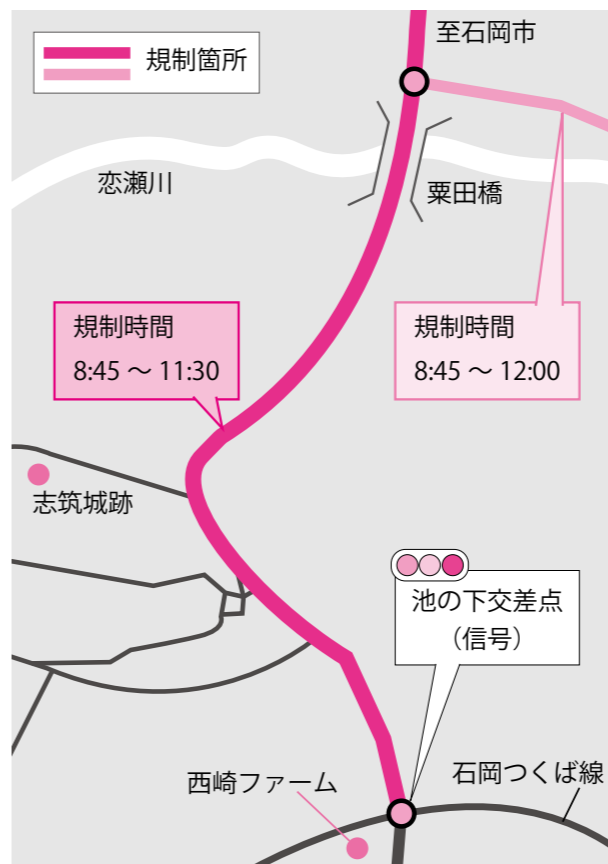 規制箇所
至石岡市
恋瀬川
粟田橋
規制時間
8:45 ～ 11:30
規制時間
8:45 ～ 12:00
志筑城跡
池の下交差点
（信号）
西崎ファーム
石岡つくば線